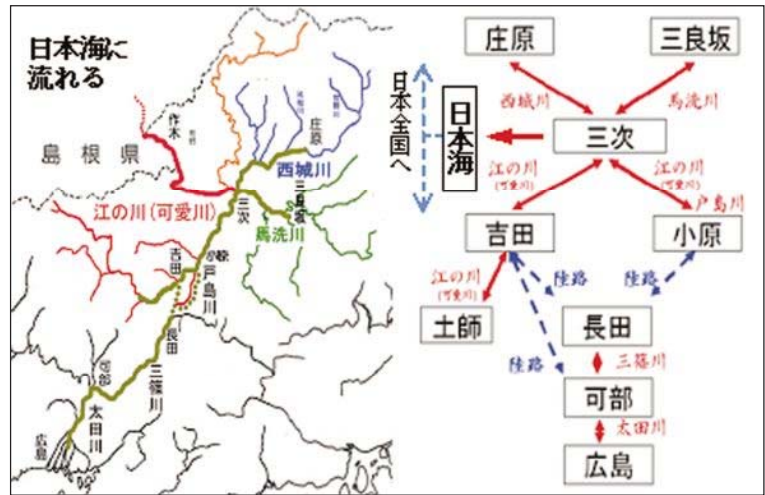 日本海に
流れる
島根県
作木
庄原
西城川
江の川(可愛川)
三次
三良坂
馬洗川
吉田
戸島川
長田
三篠川
可部
太田川
広島
庄原
三良坂
日本全国へ
日本海
西城川
馬洗川
三次
江の川
(可愛川)
江の川
(可愛川)
戸島川
吉田
小原
江の川
(可愛川)
陸路
陸路
土師
長田
陸路
三篠川
可部
太田川
広島